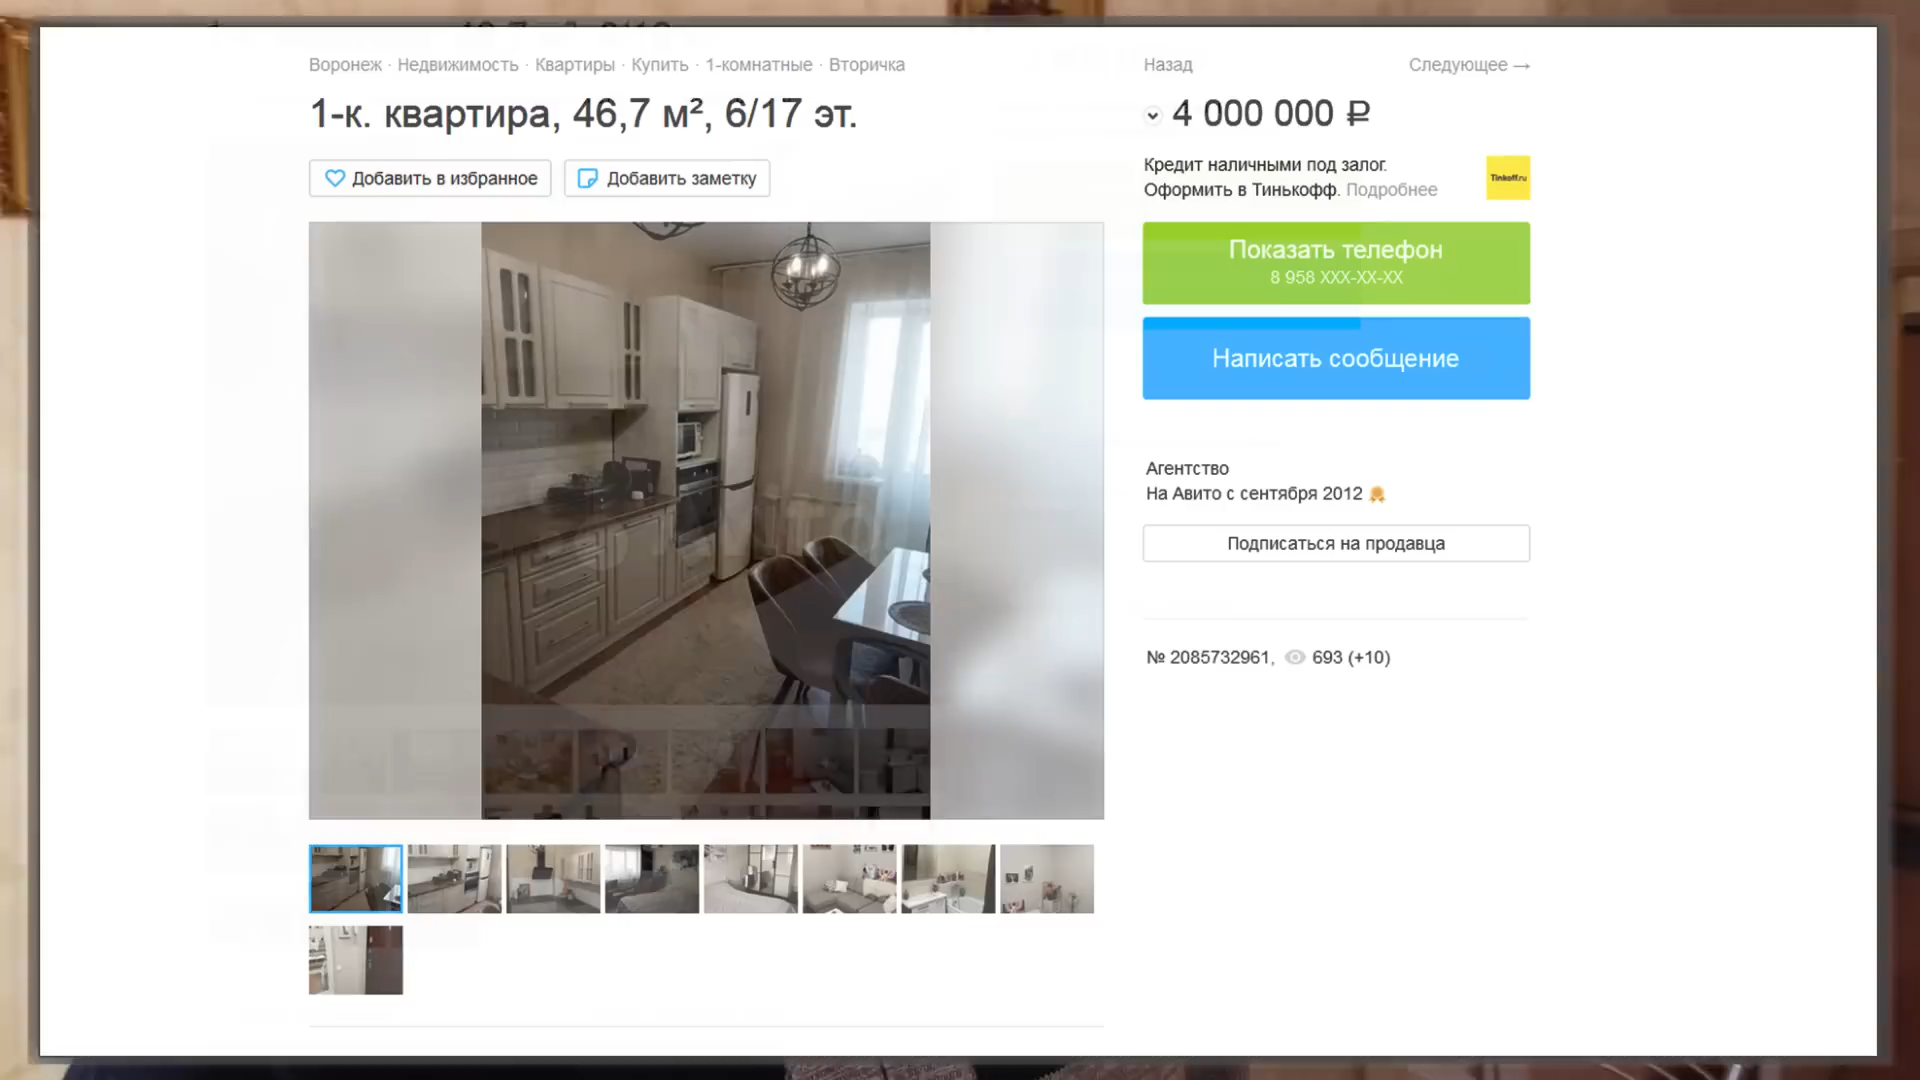 Воронеж · Недвижимость · Квартиры · Купить · 1-комнатные · Вторичка
Назад
Следующее →
1-к. квартира, 46,7 м², 6/17 эт.
4 000 000 ₽
Добавить в избранное
Добавить заметку
Кредит наличными под залог.
Оформить в Тинькофф. Подробнее
Tinkoff.ru
Показать телефон
8 958 XXX-XX-XX
Написать сообщение
Агентство
На Авито с сентября 2012
Подписаться на продавца
№ 2085732961, 693 (+10)